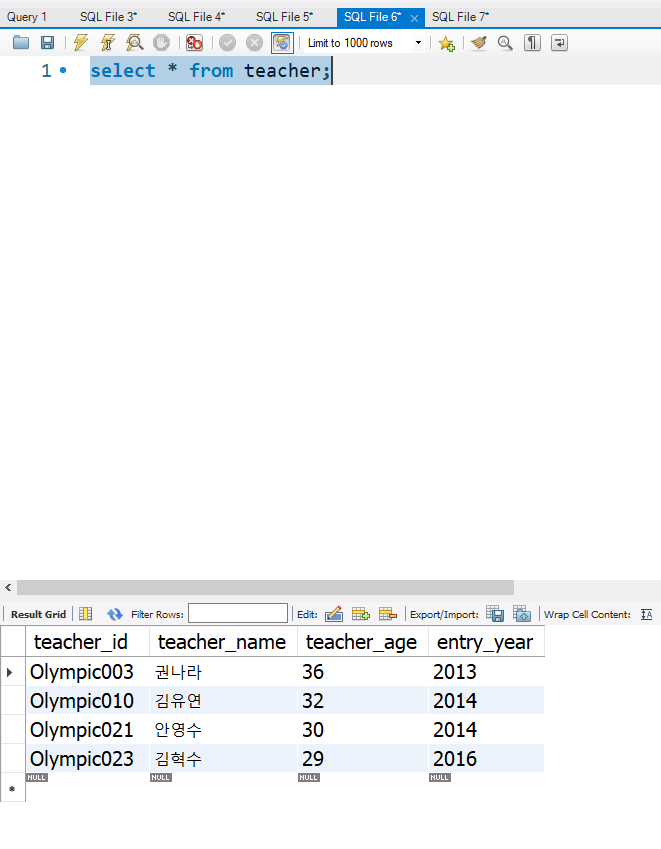 Query 1 SQL File 3* SQL File 4* SQL File 5* SQL File 6* SQL File 7*
Limit to 1000 rows
1 select * from teacher;
Result Grid Filter Rows: Edit: Export/Import: Wrap Cell Content:
teacher_id teacher_name teacher_age entry_year
Olympic003 권나라 36 2013
Olympic010 김유연 32 2014
Olympic021 안영수 30 2014
Olympic023 김혁수 29 2016
NULL NULL NULL NULL